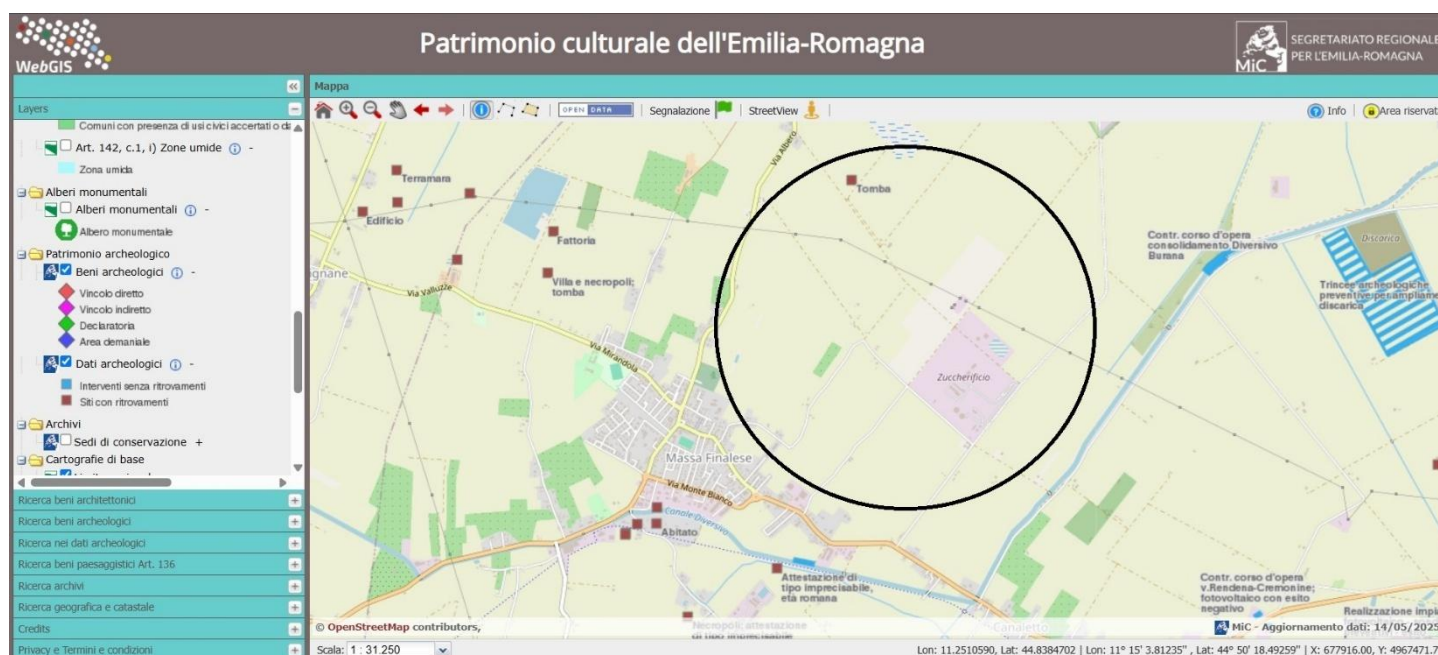 WebGIS
Patrimonio culturale dell'Emilia-Romagna
MiC
SEGRETARIATO REGIONALE
PER L'EMILIA-ROMAGNA
Mappa
Layers
OPEN DATA
Segnalazione
StreetView
Info
Area riservat
Comuni con presenza di usi civici accertati o da
Art. 142, c.1, i) Zone umide -
Zona umida
Alberi monumentali
Alberi monumentali -
Albero monumentale
Patrimonio archeologico
Beni archeologici -
Vincolo diretto
Vincolo indiretto
Declaratoria
Area demaniale
Dati archeologici -
Interventi senza ritrovamenti
Siti con ritrovamenti
Archivi
Sedi di conservazione +
Cartografie di base
Ricerca beni architettonici
Ricerca beni archeologici
Ricerca nei dati archeologici
Ricerca beni paesaggistici Art. 136
Ricerca archivi
Ricerca geografica e catastale
Credits
Privacy e Termini e condizioni
Via Albero
Terramara
Tomba
Edificio
Fattoria
Contr. corso d'opera
consolidamento Diversivo
Burana
Discarica
gnane
Villa e necropoli;
tomba
Via Valluzze
Trincee archeologiche
preventive per ampliame
discarica
Via Mirandola
Zuccherificio
Massa Finalese
Via Monte Bianco
Canale Diversivo
Abitato
Attestazione di
tipo imprecisabile,
età romana
Contr. corso d'opera
v.Rendena-Cremonine;
fotovoltaico con esito
negativo
Realizzazione impia
Necropoli; attestazione
di tipo imprecisabile
Canaletto
© OpenStreetMap contributors,
MiC - Aggiornamento dati: 14/05/2025
Scala: 1 : 31.250
Lon: 11.2510590, Lat: 44.8384702 | Lon: 11° 15' 3.81235" , Lat: 44° 50' 18.49259" | X: 677916.00, Y: 4967471.7